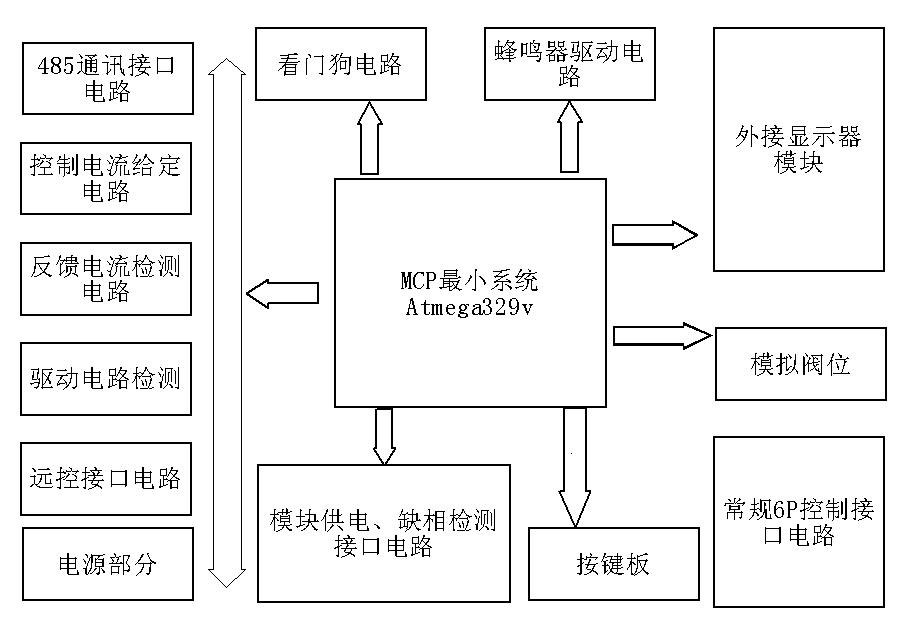 485通讯接口
电路
控制电流给定
电路
反馈电流检测
电路
驱动电路检测
远控接口电路
电源部分
看门狗电路
蜂鸣器驱动电
路
MCP最小系统
Atmega329v
模块供电、缺相检测
接口电路
按键板
外接显示器
模块
模拟阀位
常规6P控制接
口电路